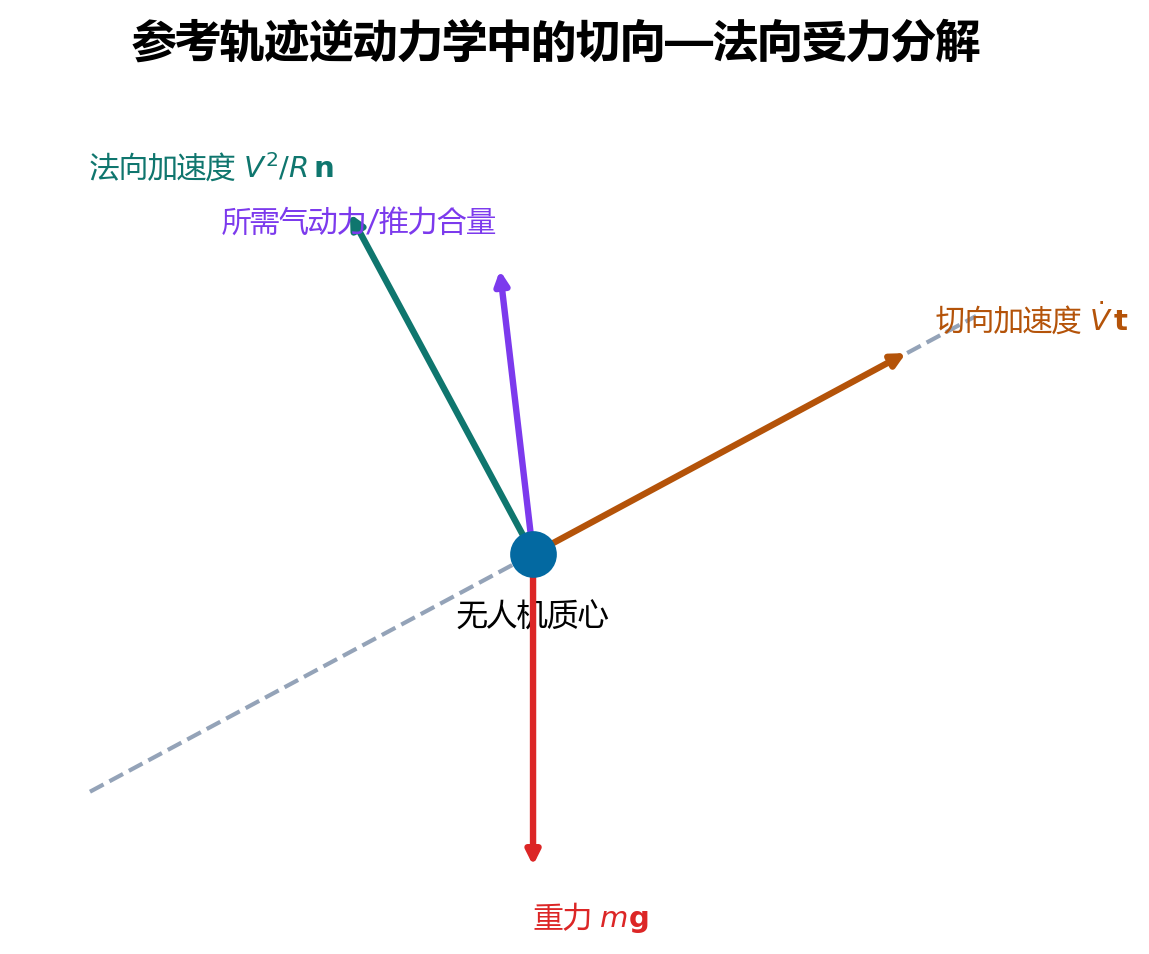 参考轨迹逆动力学中的切向—法向受力分解
法向加速度 V²/R n
所需气动力/推力合量
切向加速度 V̇ t
无人机质心
重力 mg